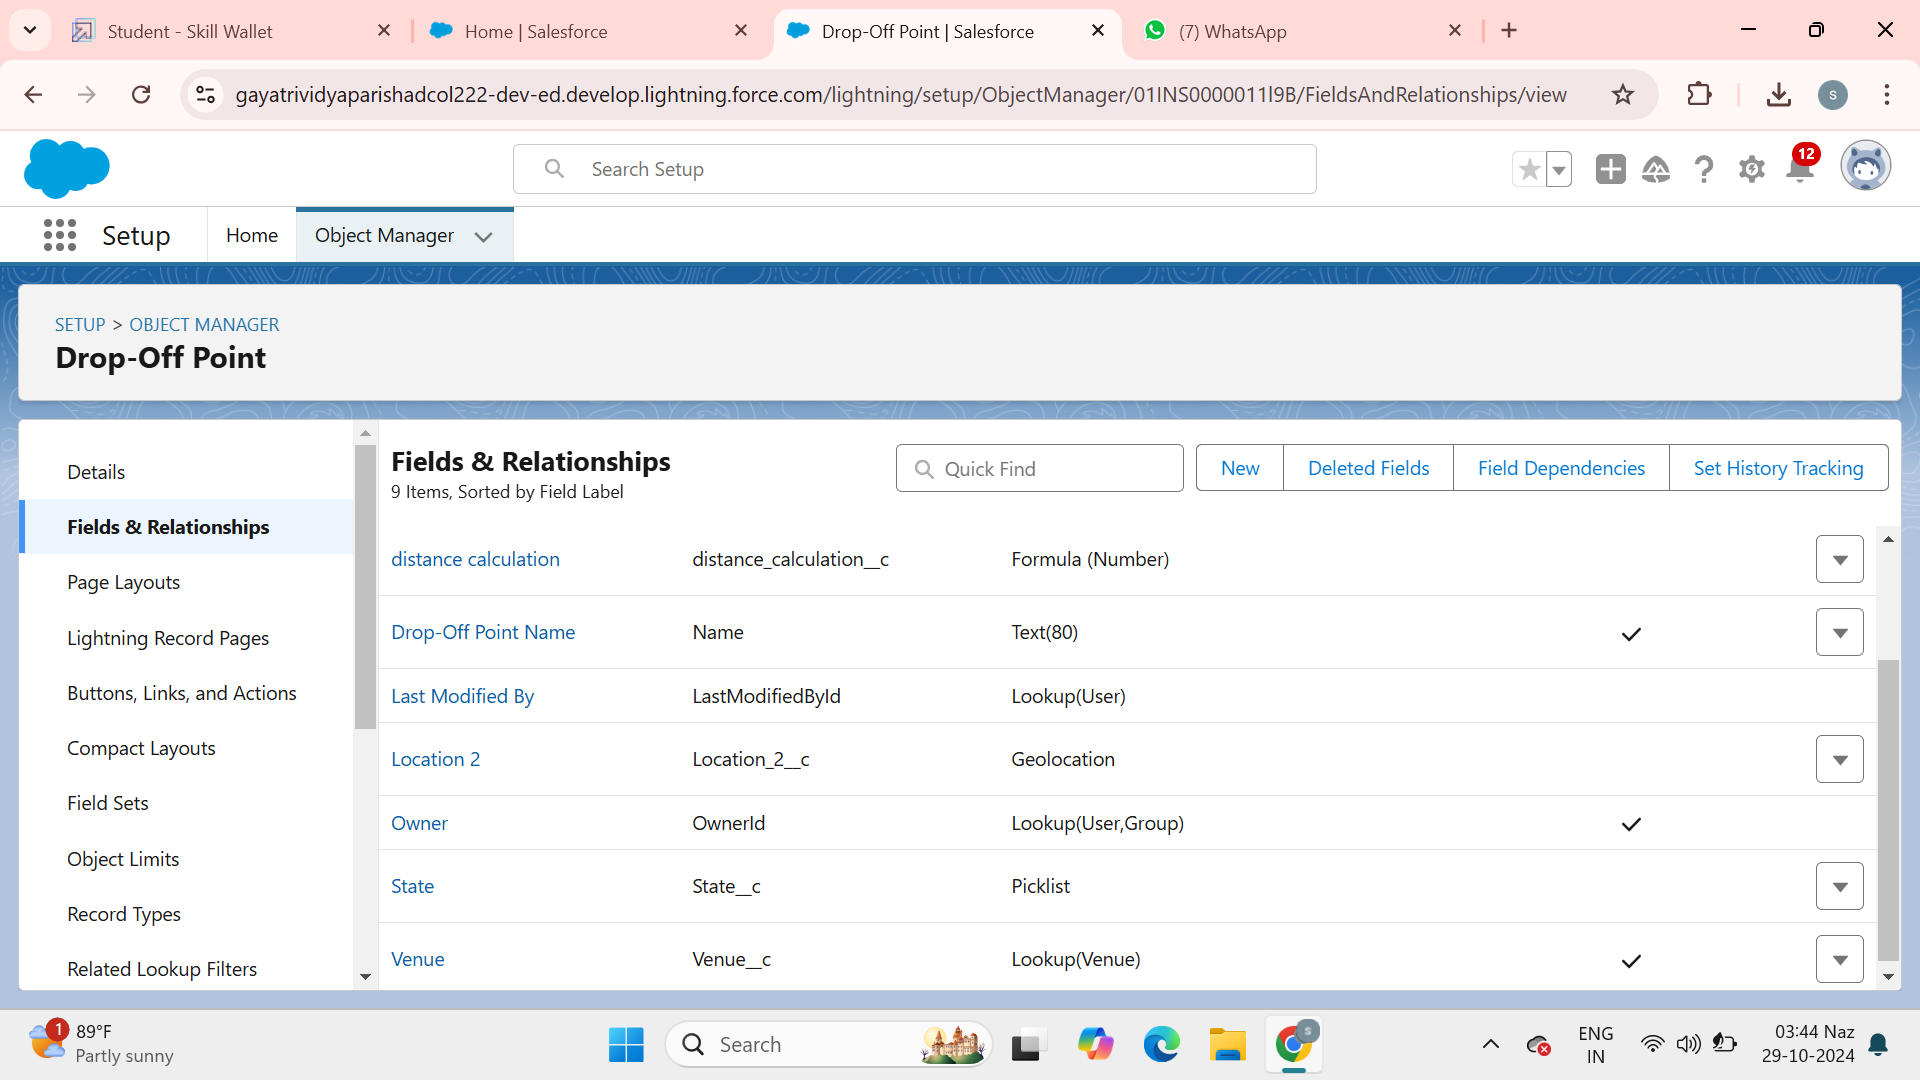 Student - Skill Wallet
Home | Salesforce
Drop-Off Point | Salesforce
(7) WhatsApp
gayatrividyaparishadcol222-dev-ed.develop.lightning.force.com/lightning/setup/ObjectManager/01INS0000011l9B/FieldsAndRelationships/view
s
Search Setup
12
Setup
Home
Object Manager
SETUP > OBJECT MANAGER
Drop-Off Point
Details
Fields & Relationships
Page Layouts
Lightning Record Pages
Buttons, Links, and Actions
Compact Layouts
Field Sets
Object Limits
Record Types
Related Lookup Filters
Fields & Relationships
9 Items, Sorted by Field Label
Quick Find
New
Deleted Fields
Field Dependencies
Set History Tracking
distance calculation distance_calculation__c Formula (Number)
Drop-Off Point Name Name Text(80)
Last Modified By LastModifiedById Lookup(User)
Location 2 Location_2__c Geolocation
Owner OwnerId Lookup(User,Group)
State State__c Picklist
Venue Venue__c Lookup(Venue)
1
89°F
Partly sunny
Search
s
ENG
IN
03:44 Naz
29-10-2024